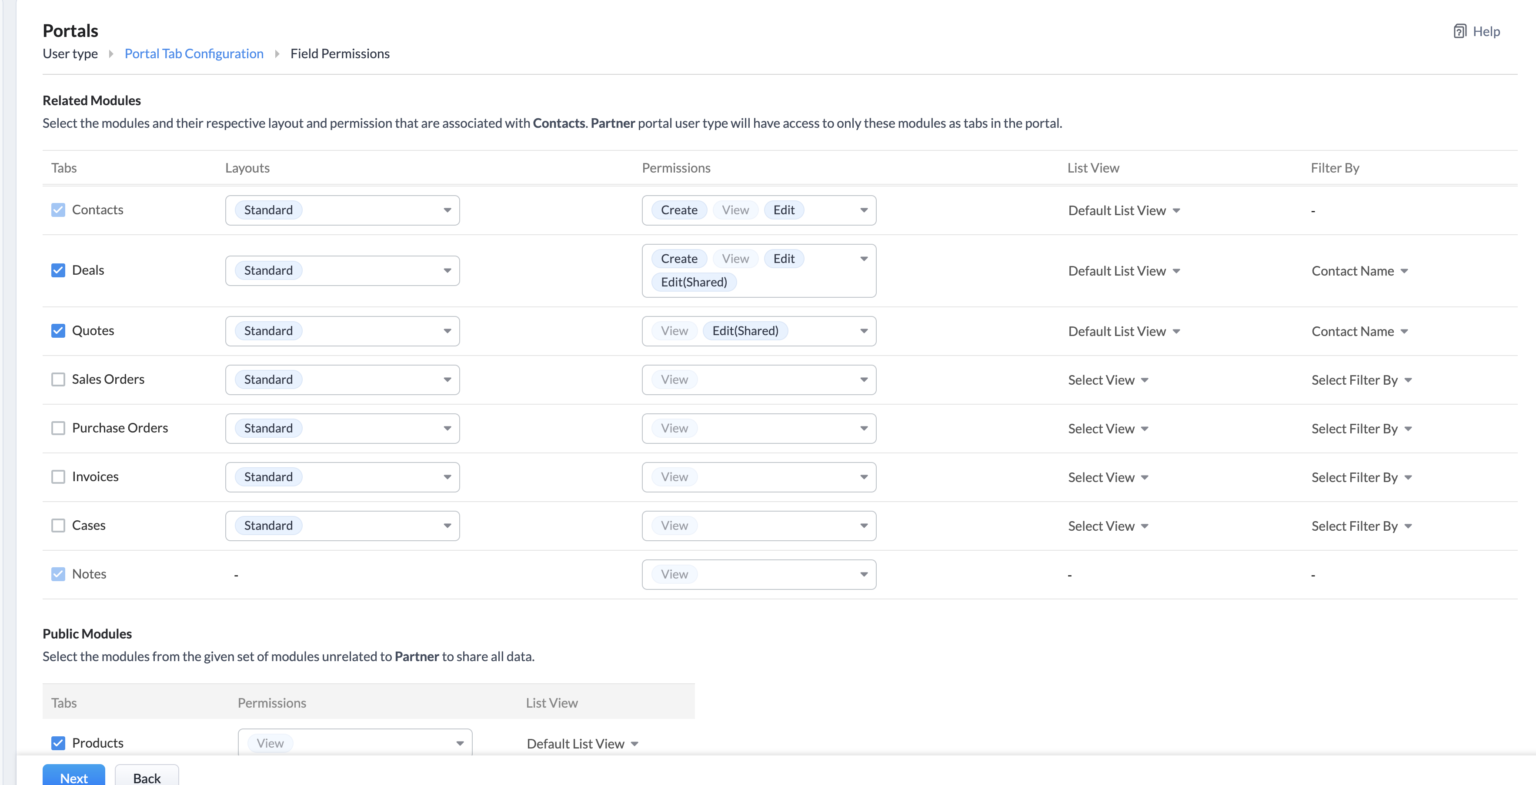 Portals
Help
User type Portal Tab Configuration Field Permissions
Related Modules
Select the modules and their respective layout and permission that are associated with Contacts. Partner portal user type will have access to only these modules as tabs in the portal.
Tabs Layouts Permissions List View Filter By
Contacts Standard Create View Edit Default List View -
Deals Standard Create View Edit Edit(Shared) Default List View Contact Name
Quotes Standard View Edit(Shared) Default List View Contact Name
Sales Orders Standard View Select View Select Filter By
Purchase Orders Standard View Select View Select Filter By
Invoices Standard View Select View Select Filter By
Cases Standard View Select View Select Filter By
Notes - View - -
Public Modules
Select the modules from the given set of modules unrelated to Partner to share all data.
Tabs Permissions List View
Products View Default List View
Next Back